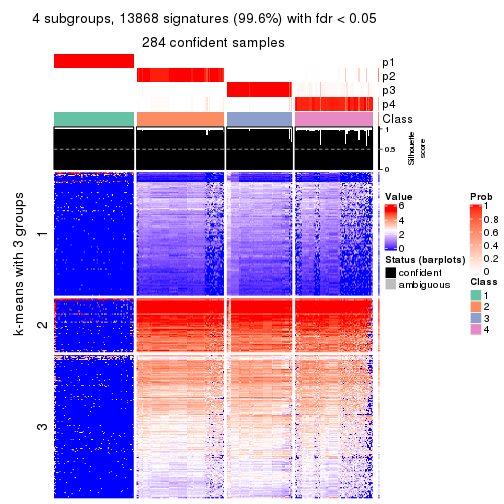 4 subgroups, 13868 signatures (99.6%) with fdr < 0.05
284 confident samples
p1
p2
p3
p4
Class
1
0.5
0
Silhouette
score
k-means with 3 groups
1
2
3
Value
6
4
2
0
Status (barplots)
confident
ambiguous
Prob
1
0.8
0.6
0.4
0.2
0
Class
1
2
3
4